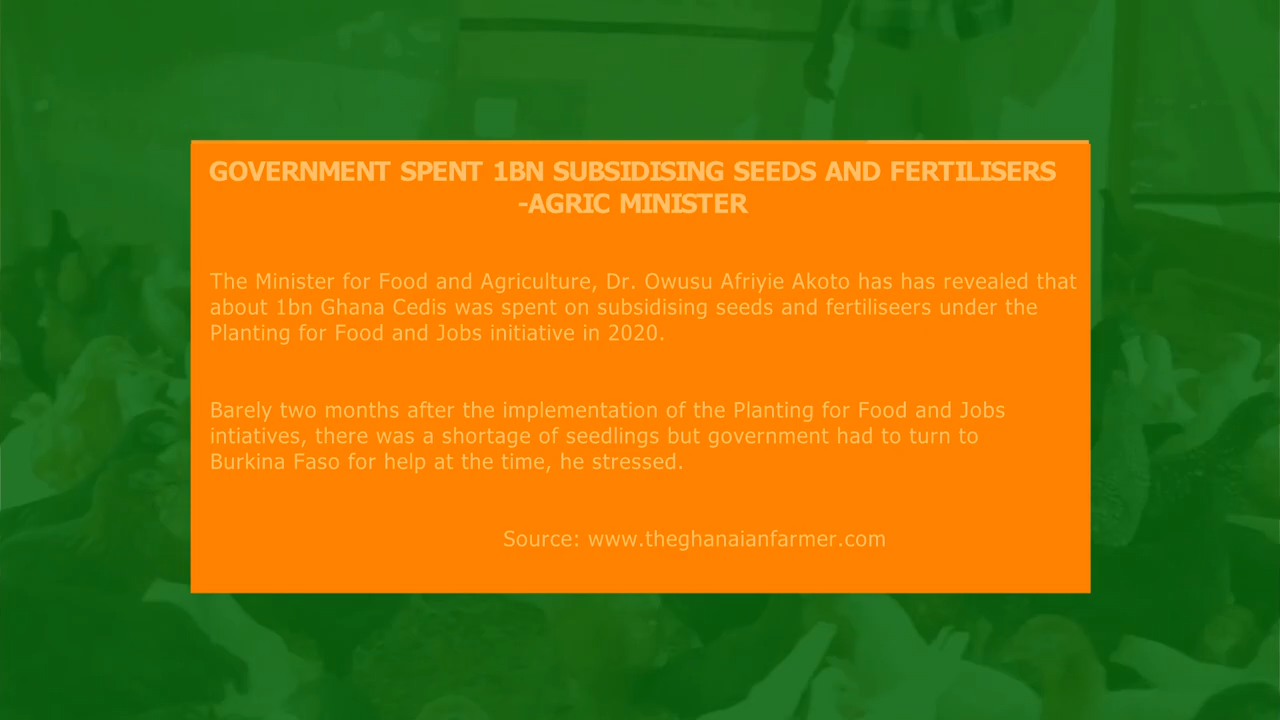 GOVERNMENT SPENT 1BN SUBSIDISING SEEDS AND FERTILISERS
-AGRIC MINISTER
The Minister for Food and Agriculture, Dr. Owusu Afriyie Akoto has has revealed that
about 1bn Ghana Cedis was spent on subsidising seeds and fertiliseers under the
Planting for Food and Jobs initiative in 2020.
Barely two months after the implementation of the Planting for Food and Jobs
intiatives, there was a shortage of seedlings but government had to turn to
Burkina Faso for help at the time, he stressed.
Source: www.theghanaianfarmer.com